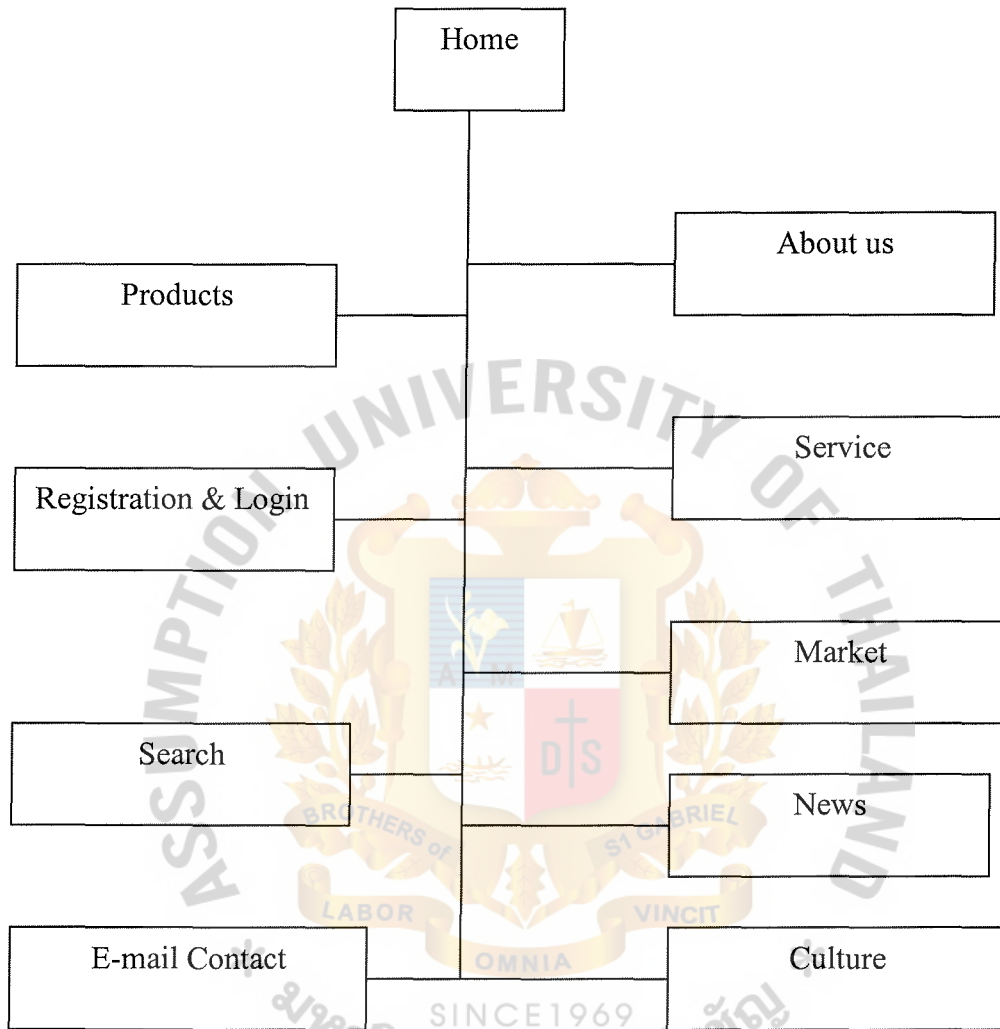 Home
About us
Products
Service
Registration & Login
Market
Search
News
E-mail Contact
Culture
ASSUMPTION UNIVERSITY OF THAILAND
A M
D S
BROTHERS of
ST GABRIEL
LABOR
VINCIT
OMNIA
SINCE1969